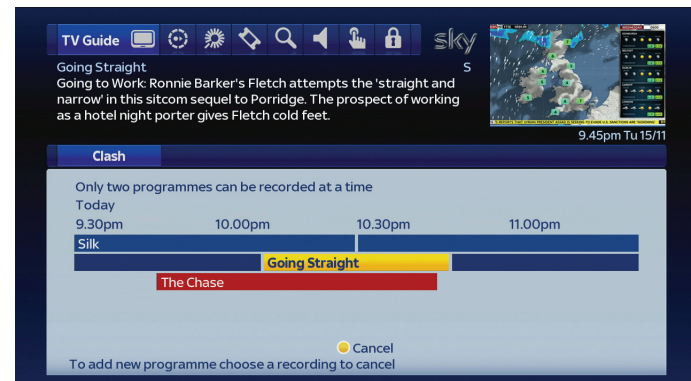 TV Guide
sky
Going Straight S
Going to Work: Ronnie Barker's Fletch attempts the 'straight and
narrow' in this sitcom sequel to Porridge. The prospect of working
as a hotel night porter gives Fletch cold feet.
9.45pm Tu 15/11
Clash
Only two programmes can be recorded at a time
Today
9.30pm 10.00pm 10.30pm 11.00pm
Silk
Going Straight
The Chase
Cancel
To add new programme choose a recording to cancel